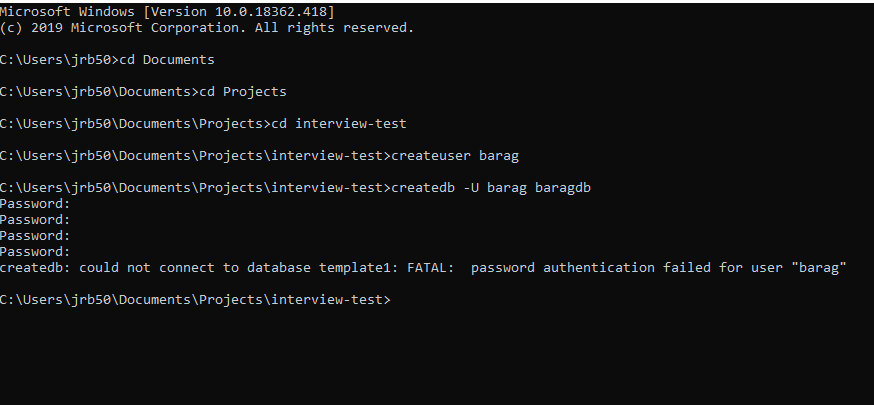 Microsoft Windows [Version 10.0.18362.418]
(c) 2019 Microsoft Corporation. All rights reserved.
C:\Users\jrb50>cd Documents
C:\Users\jrb50\Documents>cd Projects
C:\Users\jrb50\Documents\Projects>cd interview-test
C:\Users\jrb50\Documents\Projects\interview-test>createuser barag
C:\Users\jrb50\Documents\Projects\interview-test>createdb -U barag baragdb
Password:
Password:
Password:
Password:
createdb: could not connect to database template1: FATAL:  password authentication failed for user "barag"
C:\Users\jrb50\Documents\Projects\interview-test>